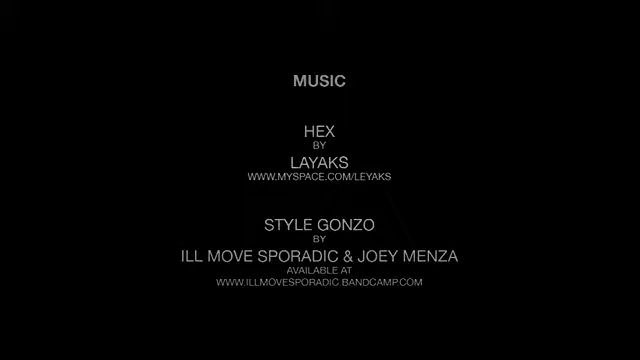 MUSIC
HEX
BY
LAYAKS
WWW.MYSPACE.COM/LEYAKS
STYLE GONZO
BY
ILL MOVE SPORADIC & JOEY MENZA
AVAILABLE AT
WWW.ILLMOVESPORADIC.BANDCAMP.COM